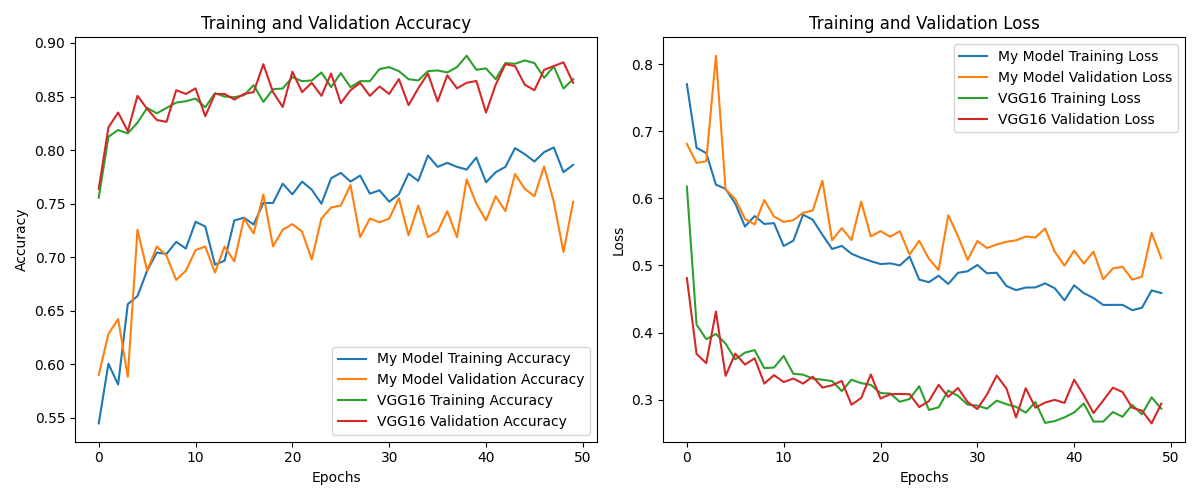 Training and Validation Accuracy
0.90
0.85
0.80
0.75
0.70
0.65
0.60
0.55
Accuracy
0
10
20
30
40
50
Epochs
My Model Training Accuracy
My Model Validation Accuracy
VGG16 Training Accuracy
VGG16 Validation Accuracy
Training and Validation Loss
0.8
0.7
0.6
0.5
0.4
0.3
Loss
0
10
20
30
40
50
Epochs
My Model Training Loss
My Model Validation Loss
VGG16 Training Loss
VGG16 Validation Loss